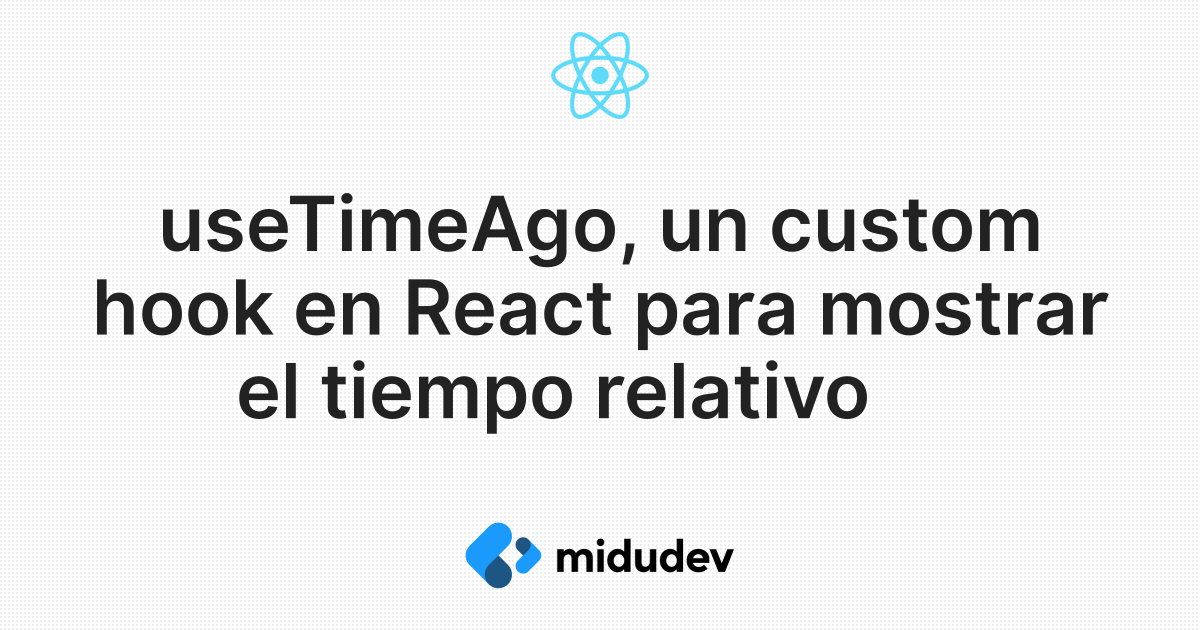 useTimeAgo, un custom
hook en React para mostrar
el tiempo relativo
midudev